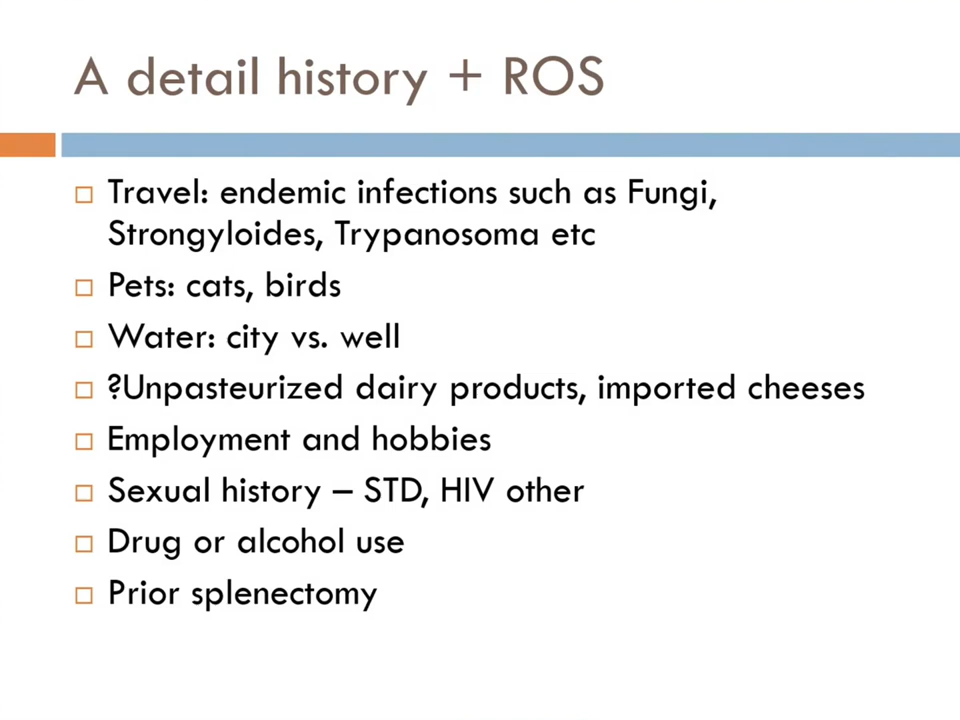 A detail history + ROS
Travel: endemic infections such as Fungi,
Strongyloides, Trypanosoma etc
Pets: cats, birds
Water: city vs. well
?Unpasteurized dairy products, imported cheeses
Employment and hobbies
Sexual history – STD, HIV other
Drug or alcohol use
Prior splenectomy